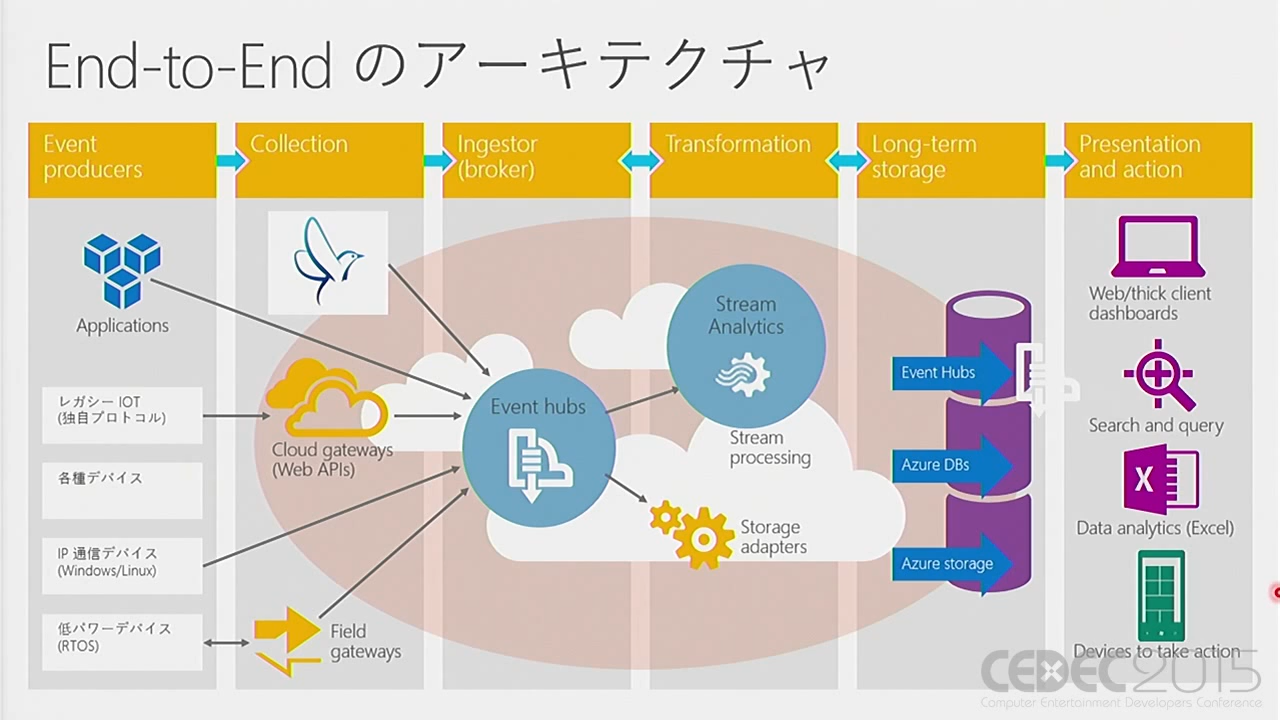 End-to-End のアーキテクチャ
Event
producers
Collection
Ingestor
(broker)
Transformation
Long-term
storage
Presentation
and action
Applications
レガシー IOT
(独自プロトコル)
各種デバイス
IP 通信デバイス
(Windows/Linux)
低パワーデバイス
(RTOS)
Cloud gateways
(Web APIs)
Field
gateways
Event hubs
Stream
Analytics
Stream
processing
Storage
adapters
Event Hubs
Azure DBs
Azure storage
Web/thick client
dashboards
Search and query
X
Data analytics (Excel)
Devices to take action
CEDEC2015
Computer Entertainment Developers Conference